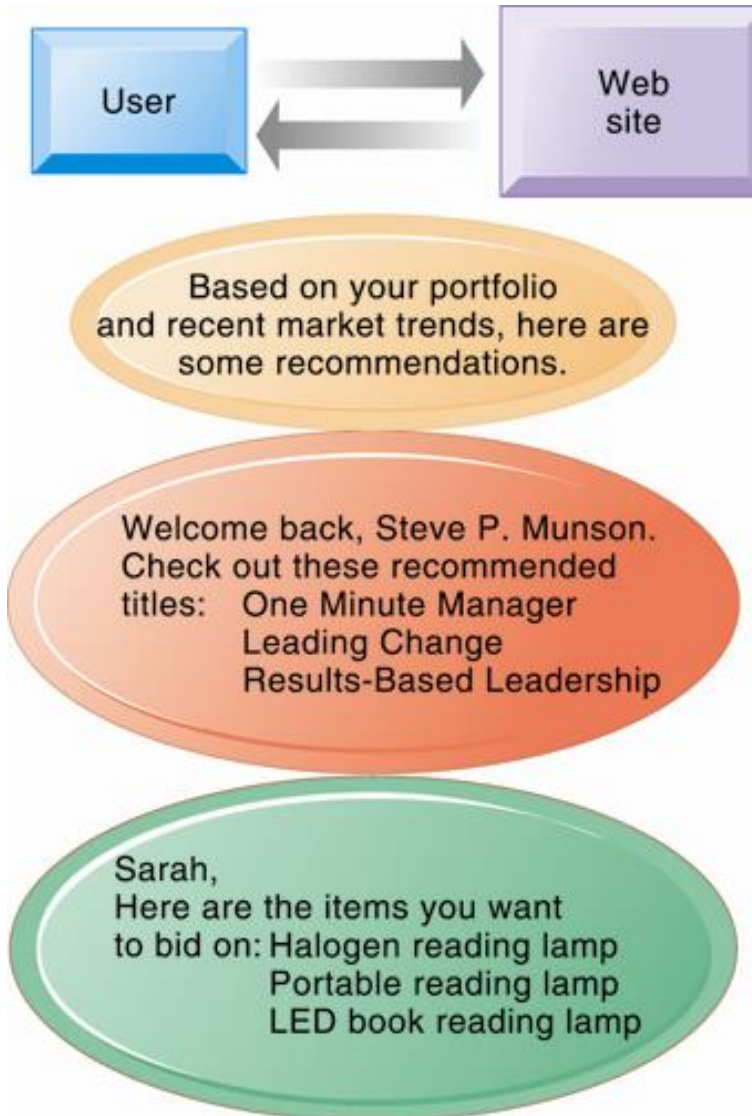 User
Web
site
Based on your portfolio
and recent market trends, here are
some recommendations.
Welcome back, Steve P. Munson.
Check out these recommended
titles: One Minute Manager
Leading Change
Results-Based Leadership
Sarah,
Here are the items you want
to bid on: Halogen reading lamp
Portable reading lamp
LED book reading lamp